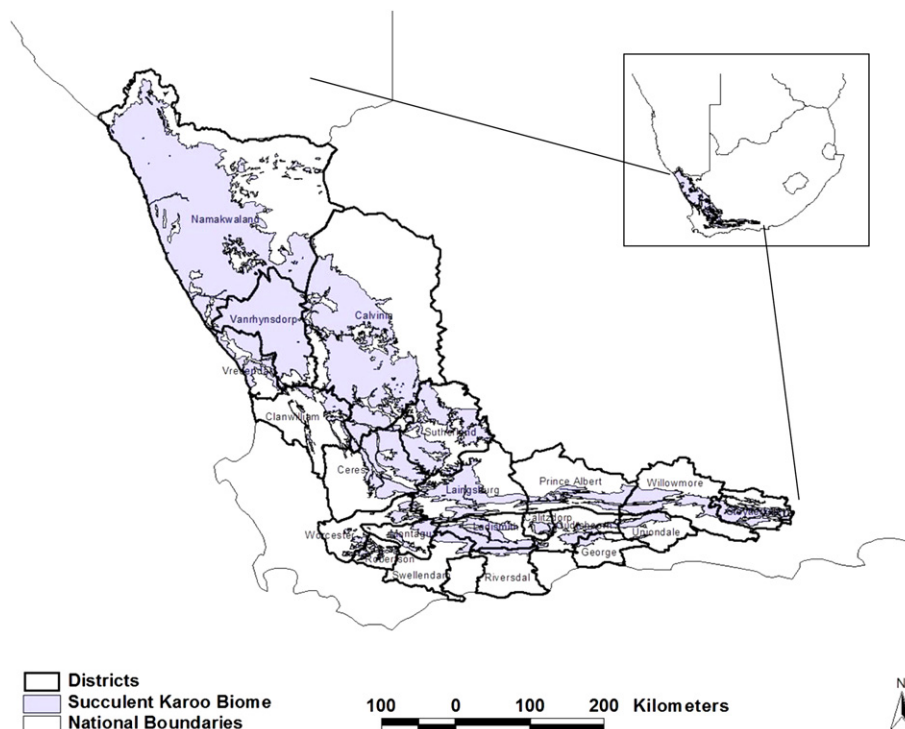 Namakwaland
Vanrhynsdorp
Calvinia
Clanwilliam
Sutherland
Ceres
Laingsburg
Prince Albert
Willowmore
Calitzdorp
Ladismith
Uniondale
Worcester
Montagu
Robertson
George
Swellendam
Riversdal
N
Districts
Succulent Karoo Biome
National Boundaries
100 0 100 200 Kilometers